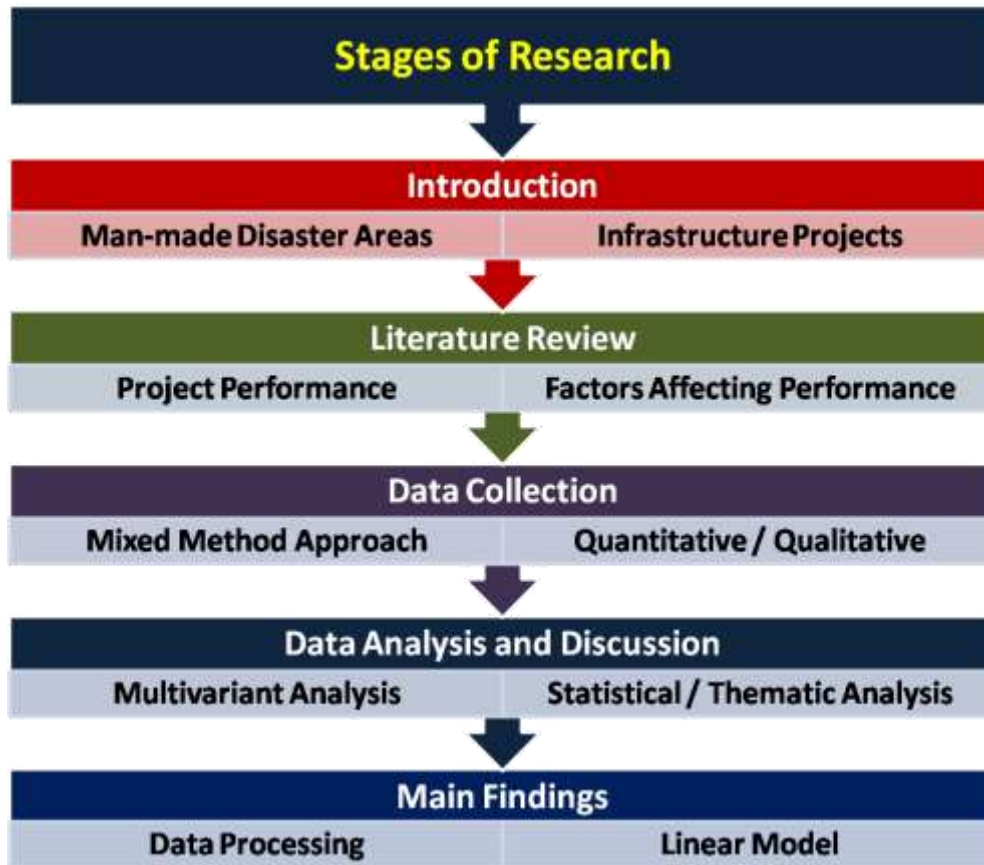 Stages of Research
Introduction
Man-made Disaster Areas
Infrastructure Projects
Literature Review
Project Performance
Factors Affecting Performance
Data Collection
Mixed Method Approach
Quantitative / Qualitative
Data Analysis and Discussion
Multivariant Analysis
Statistical / Thematic Analysis
Main Findings
Data Processing
Linear Model